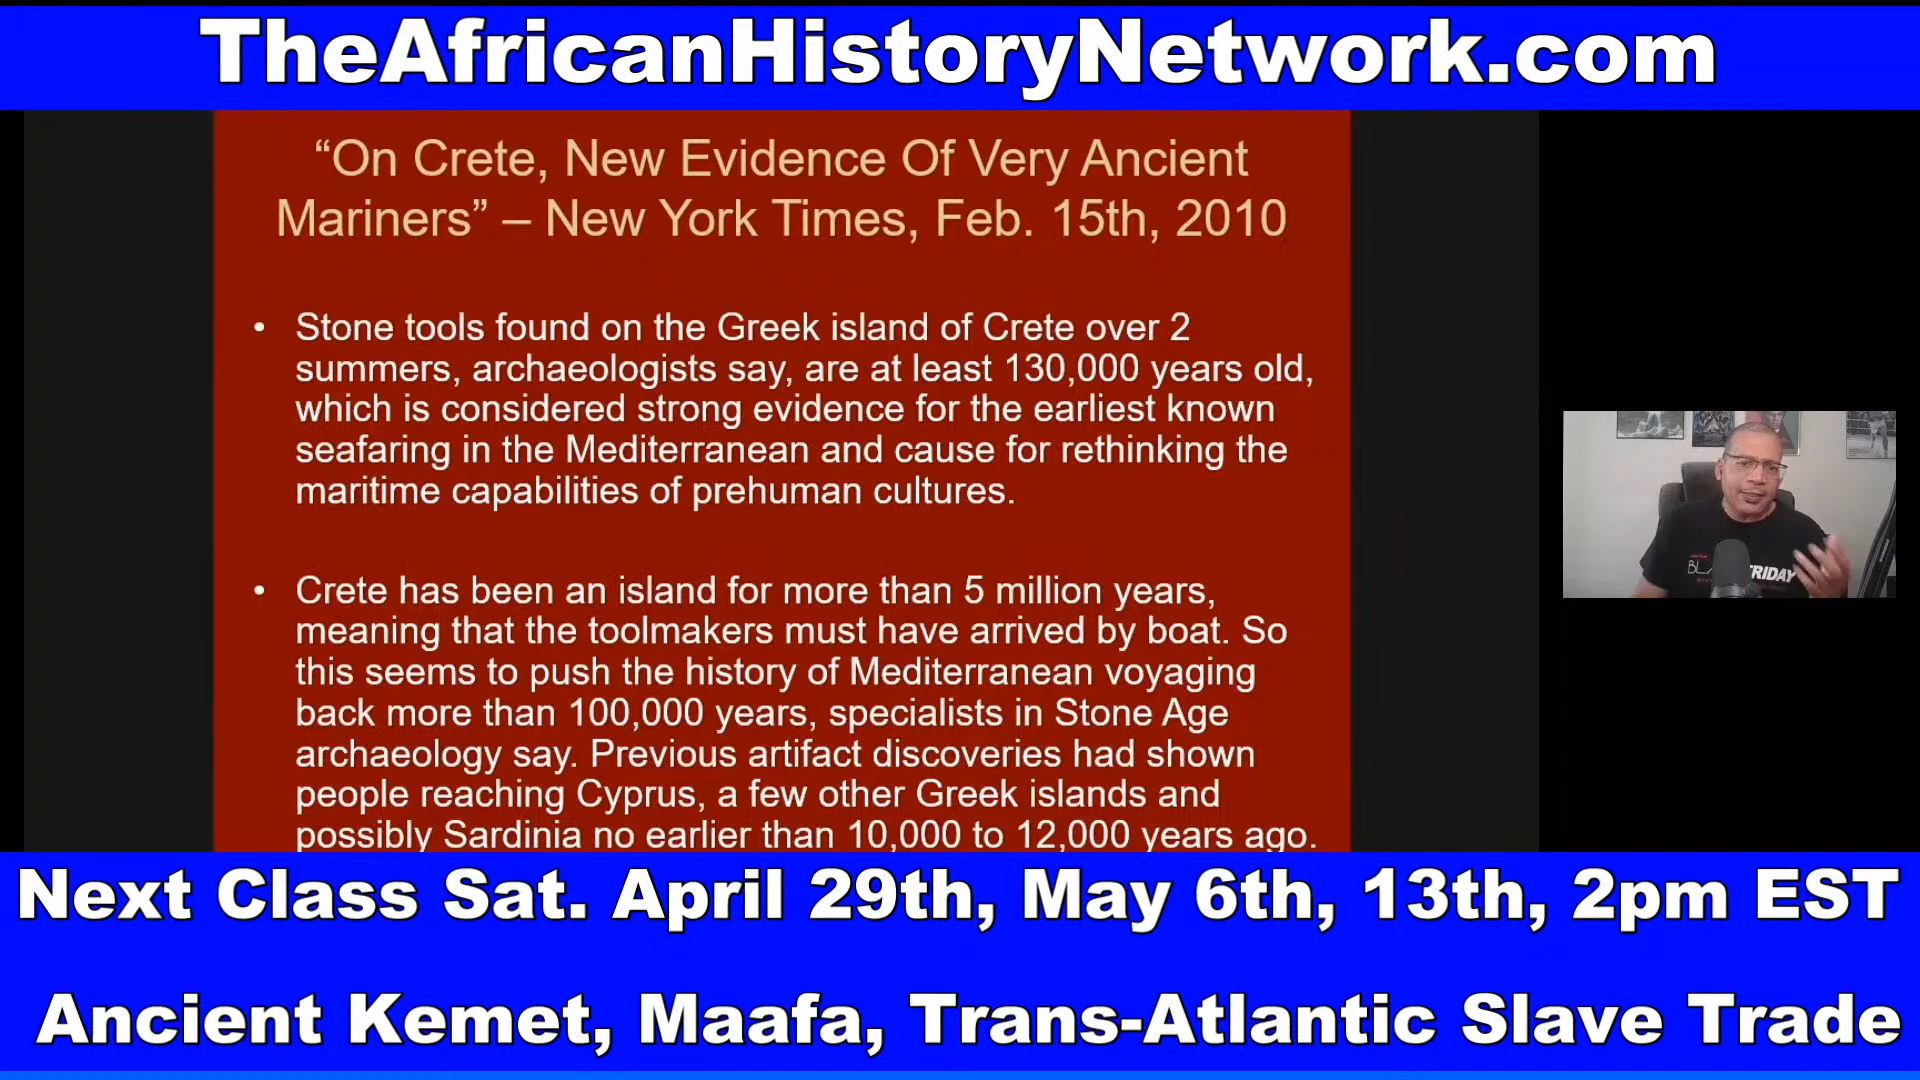 TheAfricanHistoryNetwork.com
“On Crete, New Evidence Of Very Ancient
Mariners” – New York Times, Feb. 15th, 2010
• Stone tools found on the Greek island of Crete over 2
summers, archaeologists say, are at least 130,000 years old,
which is considered strong evidence for the earliest known
seafaring in the Mediterranean and cause for rethinking the
maritime capabilities of prehuman cultures.
• Crete has been an island for more than 5 million years,
meaning that the toolmakers must have arrived by boat. So
this seems to push the history of Mediterranean voyaging
back more than 100,000 years, specialists in Stone Age
archaeology say. Previous artifact discoveries had shown
people reaching Cyprus, a few other Greek islands and
possibly Sardinia no earlier than 10,000 to 12,000 years ago.
Next Class Sat. April 29th, May 6th, 13th, 2pm EST
Ancient Kemet, Maafa, Trans-Atlantic Slave Trade